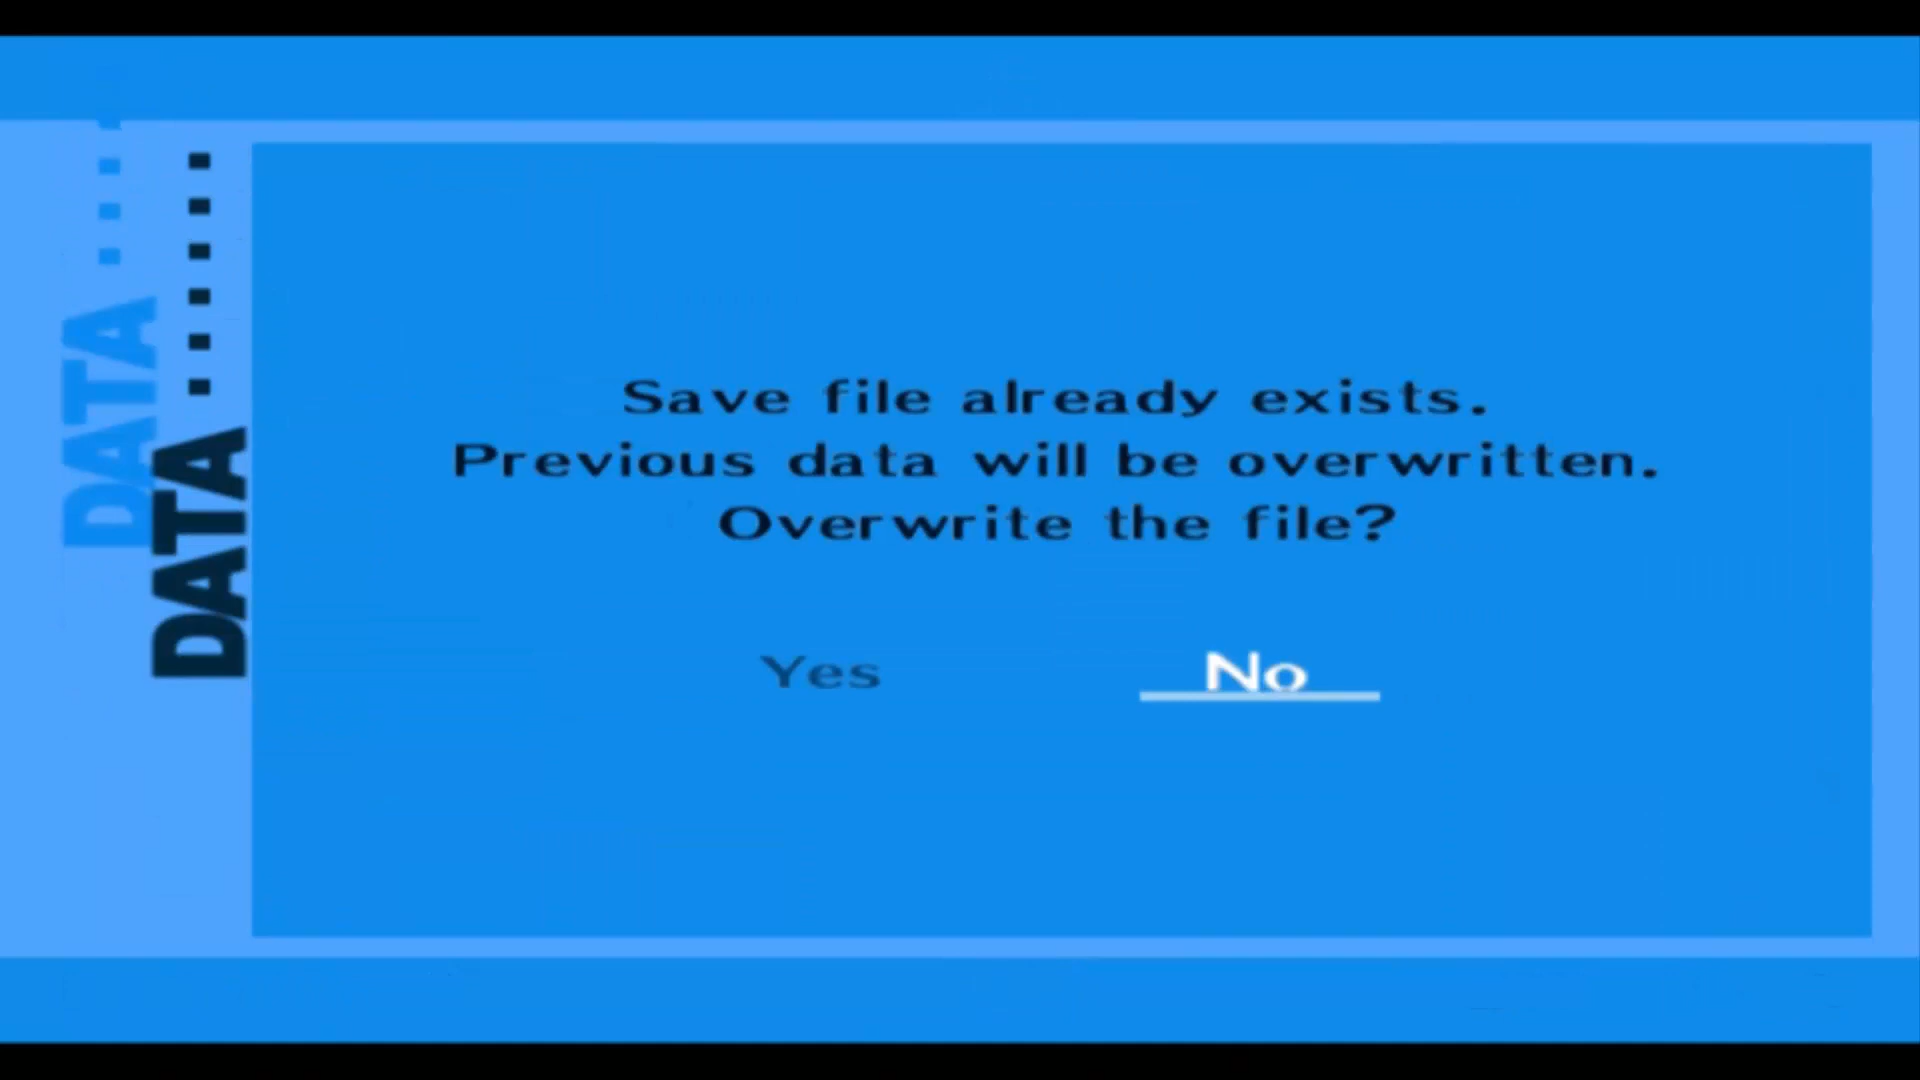 DATA
DATA
Save file already exists.
Previous data will be overwritten.
Overwrite the file?
Yes
No